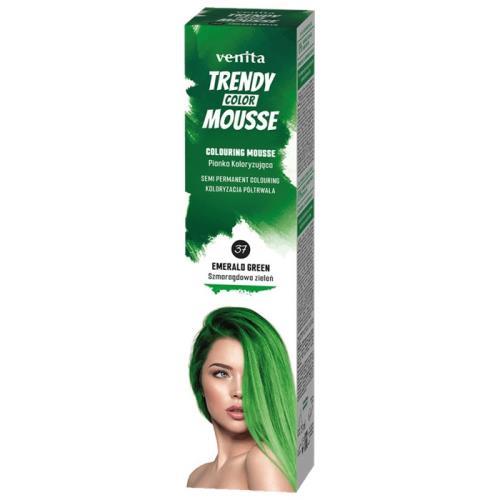 venita
TRENDY
COLOR
MOUSSE
COLOURING MOUSSE
Pianka Koloryzująca
SEMI PERMANENT COLOURING
KOLORYZACJA PÓŁTRWAŁA
37
EMERALD GREEN
Szmaragdowa zieleń